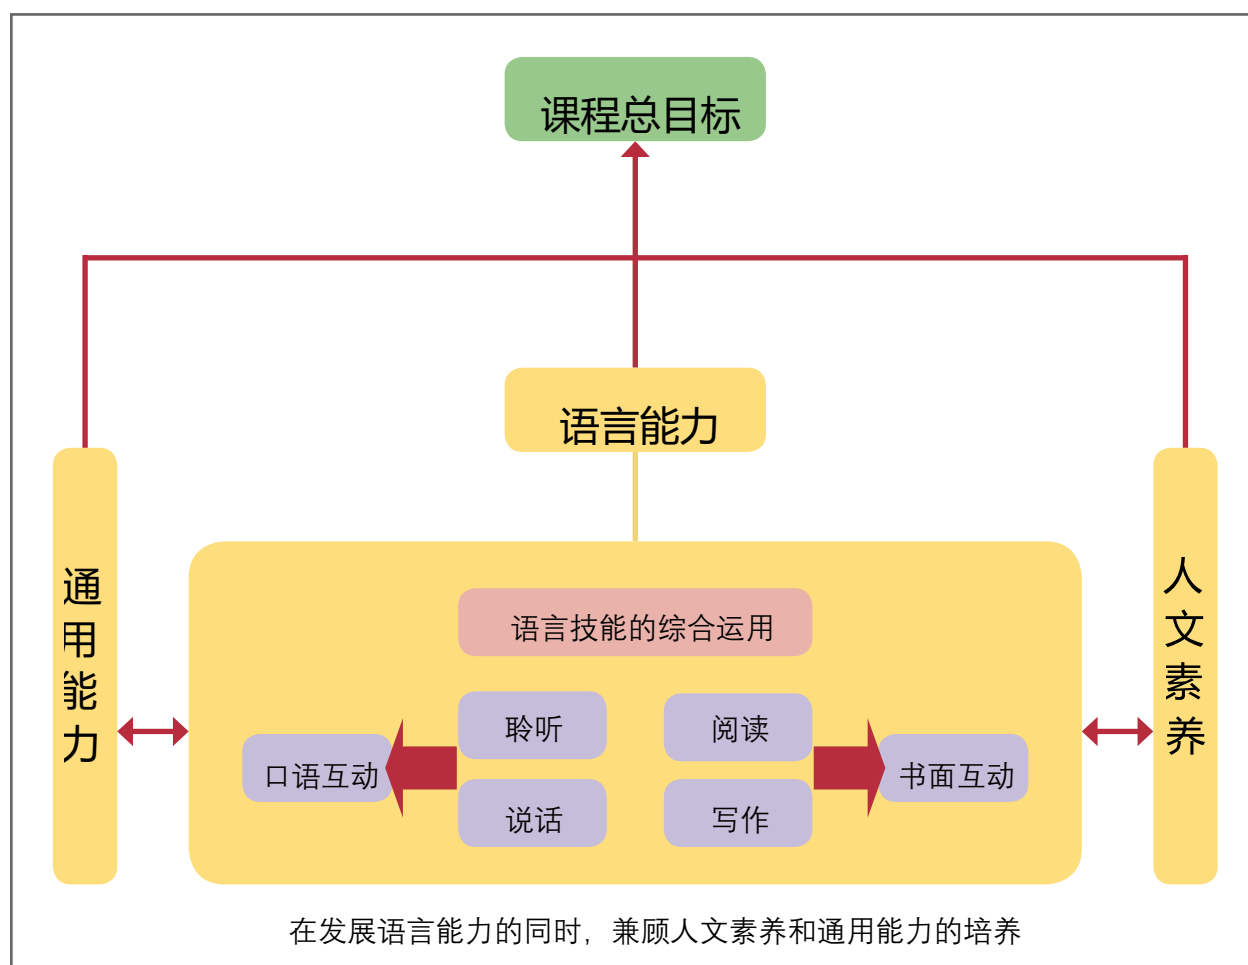 课程总目标
语言能力
通用能力
人文素养
语言技能的综合运用
聆听
阅读
口语互动
书面互动
说话
写作
在发展语言能力的同时，兼顾人文素养和通用能力的培养